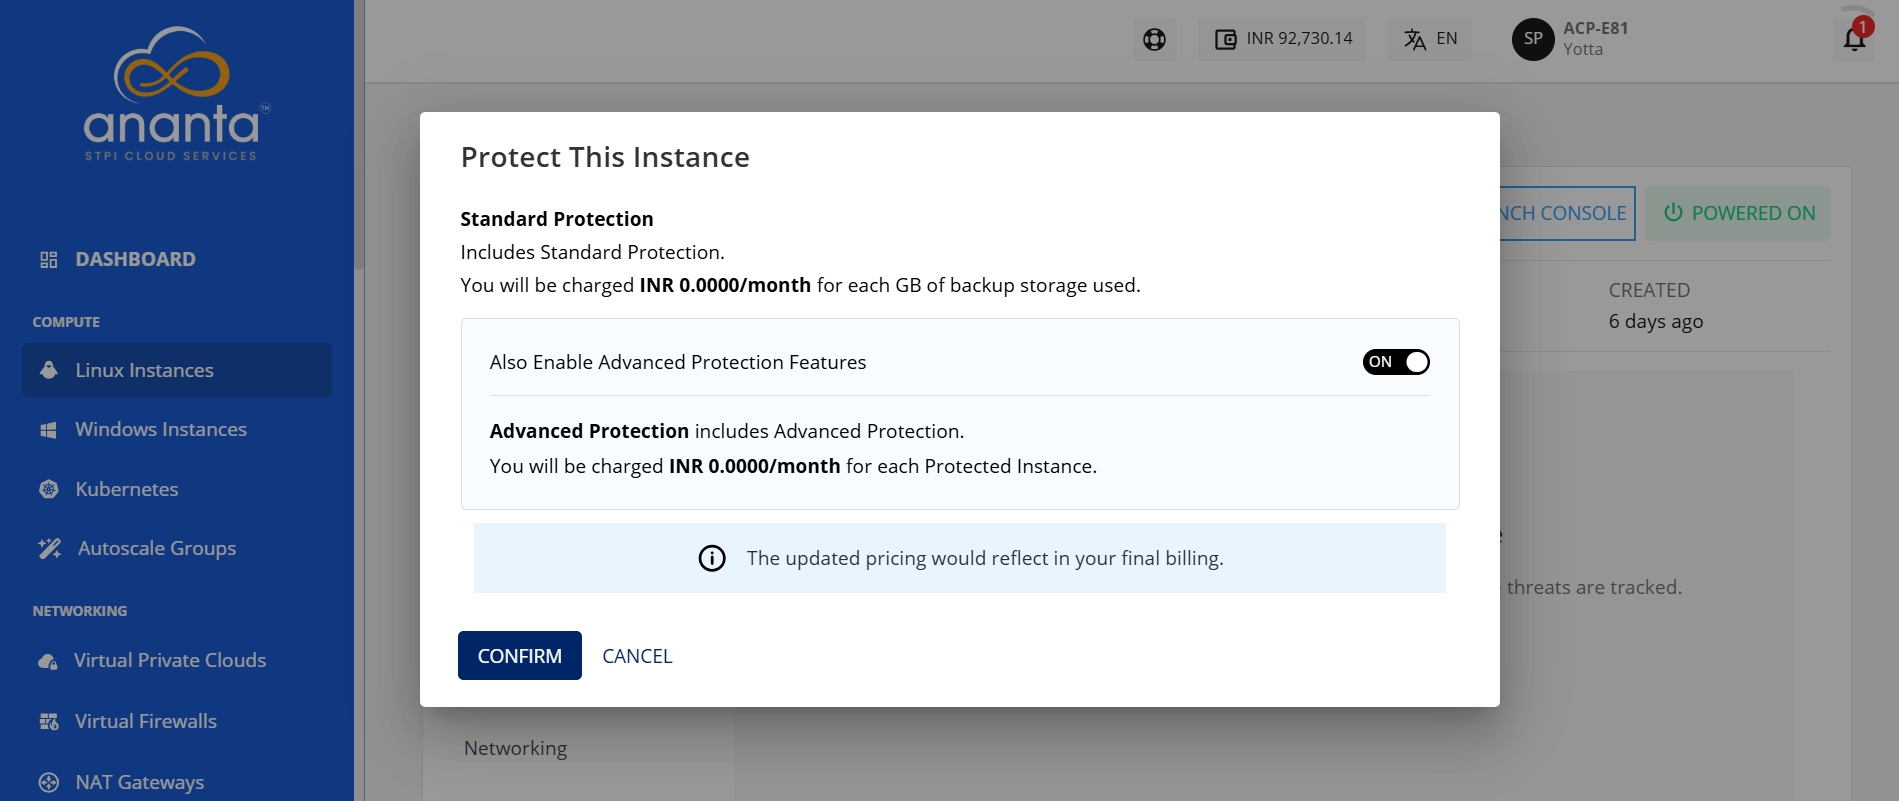 ananta™
STPI CLOUD SERVICES
DASHBOARD
COMPUTE
Linux Instances
Windows Instances
Kubernetes
Autoscale Groups
NETWORKING
Virtual Private Clouds
Virtual Firewalls
NAT Gateways
INR 92,730.14
EN
SP
ACP-E81
Yotta
1
Protect This Instance
Standard Protection
Includes Standard Protection.
You will be charged INR 0.0000/month for each GB of backup storage used.
Also Enable Advanced Protection Features
ON
Advanced Protection includes Advanced Protection.
You will be charged INR 0.0000/month for each Protected Instance.
The updated pricing would reflect in your final billing.
CONFIRM
CANCEL
CONSOLE
POWERED ON
CREATED
6 days ago
threats are tracked.
Networking